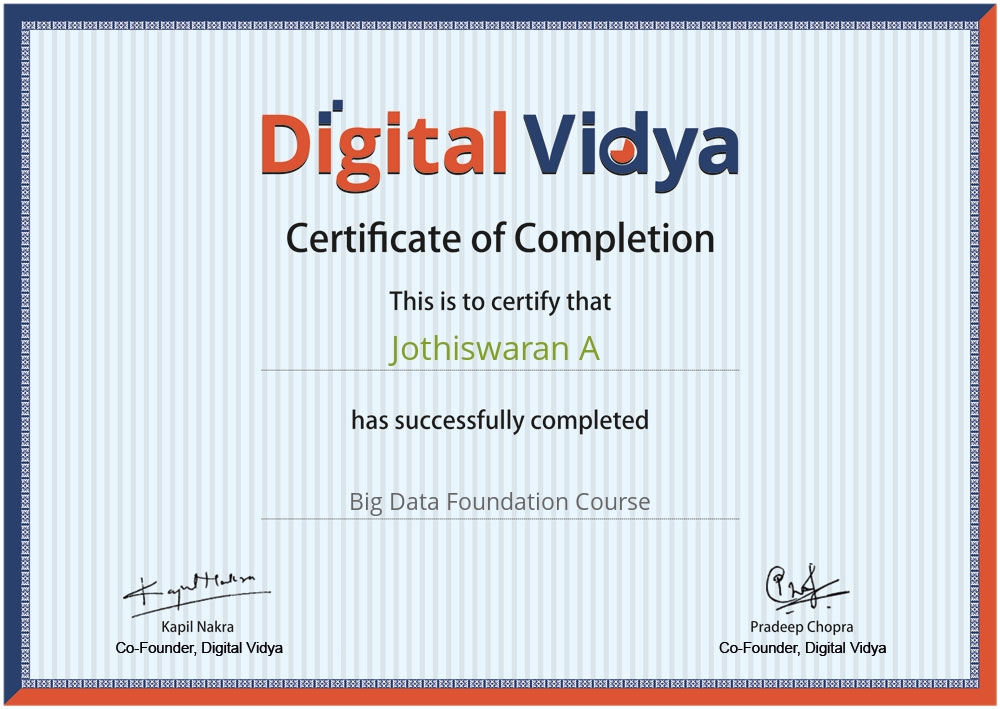 Digital Vidya
Certificate of Completion
This is to certify that
Jothiswaran A
has successfully completed
Big Data Foundation Course
Kapil Nakra
Kapil Nakra
Co-Founder, Digital Vidya
Pradeep Chopra
Co-Founder, Digital Vidya